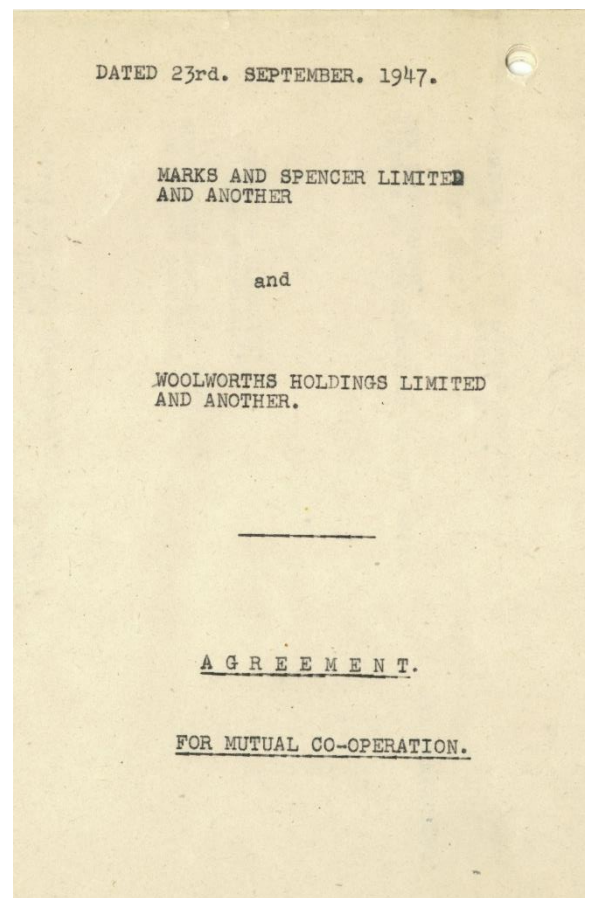 DATED 23rd. SEPTEMBER. 1947.
MARKS AND SPENCER LIMITED
AND ANOTHER
and
WOOLWORTHS HOLDINGS LIMITED
AND ANOTHER.
A G R E E M E N T.
FOR MUTUAL CO-OPERATION.